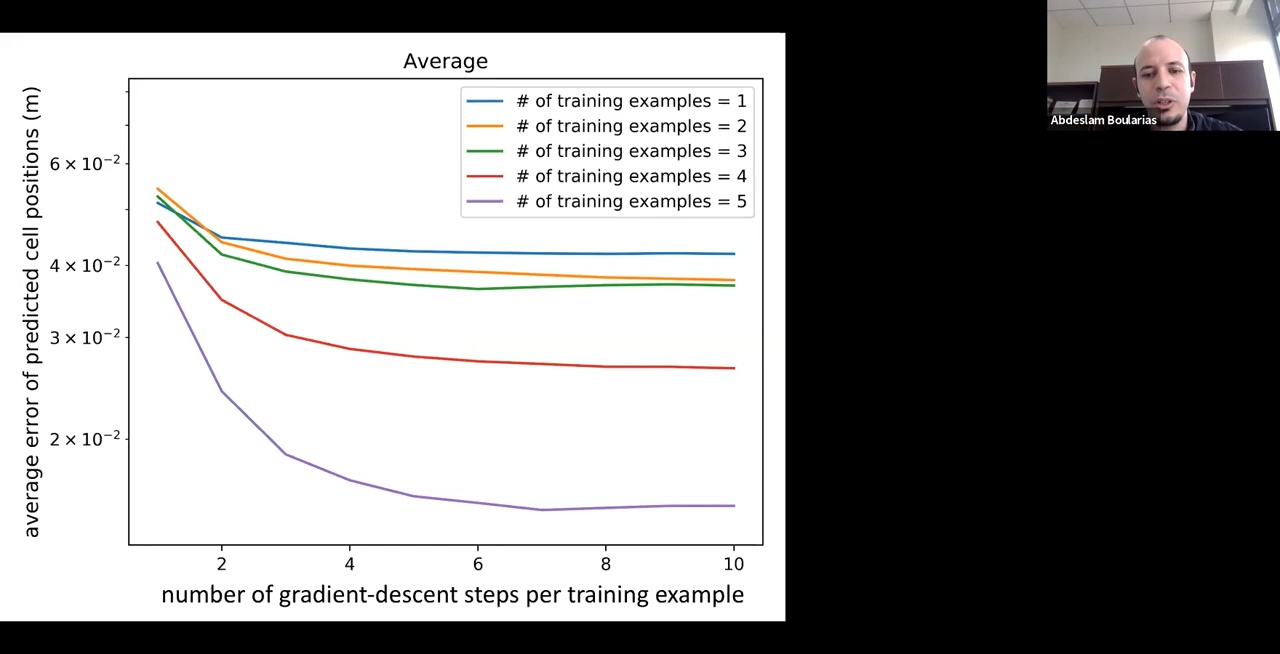 Average
average error of predicted cell positions (m)
6 × 10⁻²
4 × 10⁻²
3 × 10⁻²
2 × 10⁻²
# of training examples = 1
# of training examples = 2
# of training examples = 3
# of training examples = 4
# of training examples = 5
2 4 6 8 10
number of gradient-descent steps per training example
Abdeslam Boularias